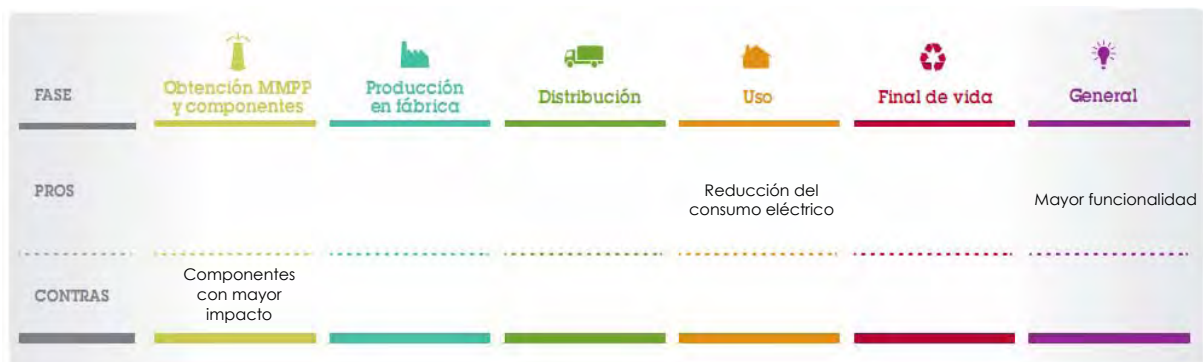 FASE
Obtención MMPP
y componentes
Producción
en fábrica
Distribución
Uso
Final de vida
General
PROS
Reducción del
consumo eléctrico
Mayor funcionalidad
CONTRAS
Componentes
con mayor
impacto